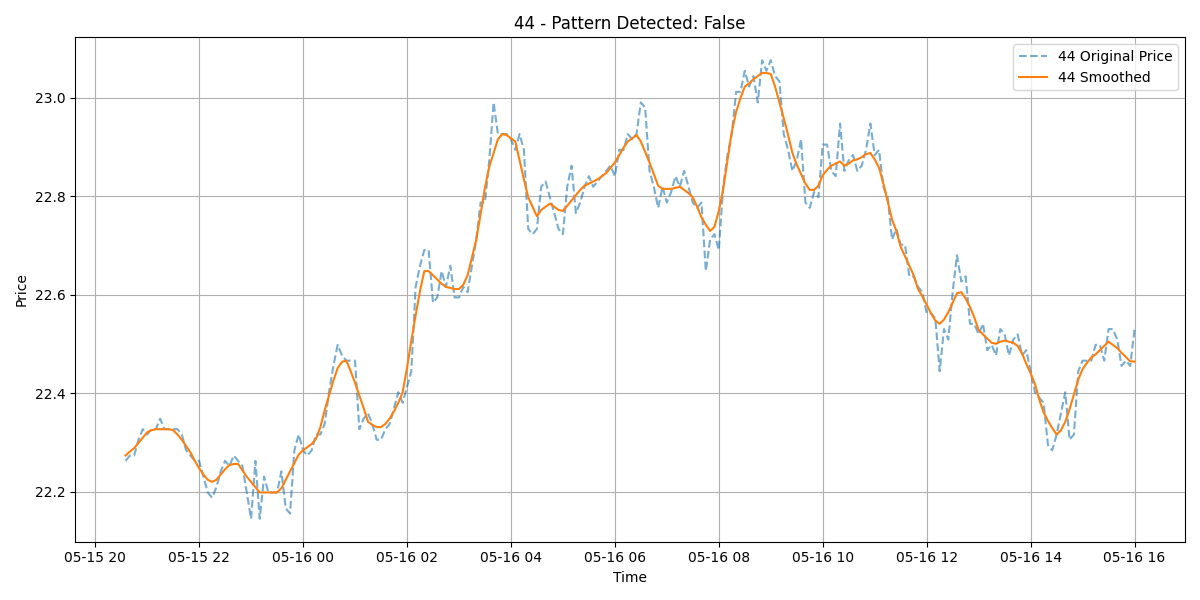 44 - Pattern Detected: False
44 Original Price
44 Smoothed
Price
23.0
22.8
22.6
22.4
22.2
05-15 20 05-15 22 05-16 00 05-16 02 05-16 04 05-16 06 05-16 08 05-16 10 05-16 12 05-16 14 05-16 16
Time